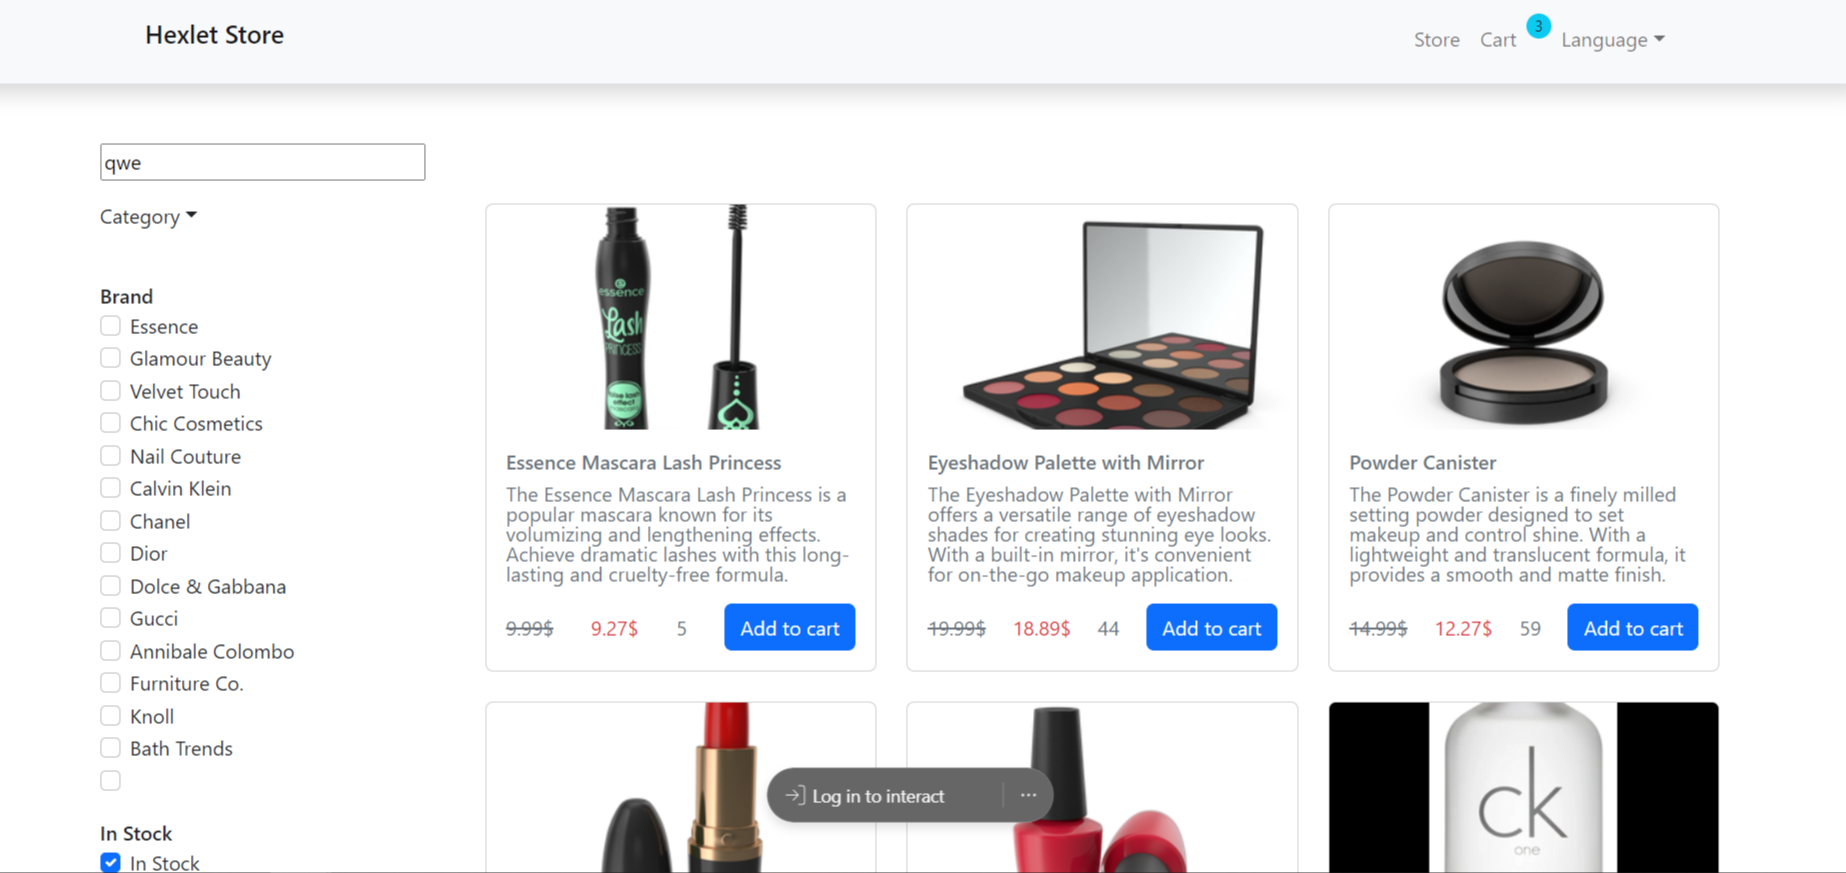 Hexlet Store
Store Cart 3 Language
qwe
Category
Brand
Essence
Glamour Beauty
Velvet Touch
Chic Cosmetics
Nail Couture
Calvin Klein
Chanel
Dior
Dolce & Gabbana
Gucci
Annibale Colombo
Furniture Co.
Knoll
Bath Trends
In Stock
In Stock
essence
Lash
PRINCESS
false lash
effect
Essence Mascara Lash Princess
The Essence Mascara Lash Princess is a
popular mascara known for its
volumizing and lengthening effects.
Achieve dramatic lashes with this long-
lasting and cruelty-free formula.
9.99$ 9.27$ 5 Add to cart
Eyeshadow Palette with Mirror
The Eyeshadow Palette with Mirror
offers a versatile range of eyeshadow
shades for creating stunning eye looks.
With a built-in mirror, it's convenient
for on-the-go makeup application.
19.99$ 18.89$ 44 Add to cart
Powder Canister
The Powder Canister is a finely milled
setting powder designed to set
makeup and control shine. With a
lightweight and translucent formula, it
provides a smooth and matte finish.
14.99$ 12.27$ 59 Add to cart
Log in to interact
ck
one